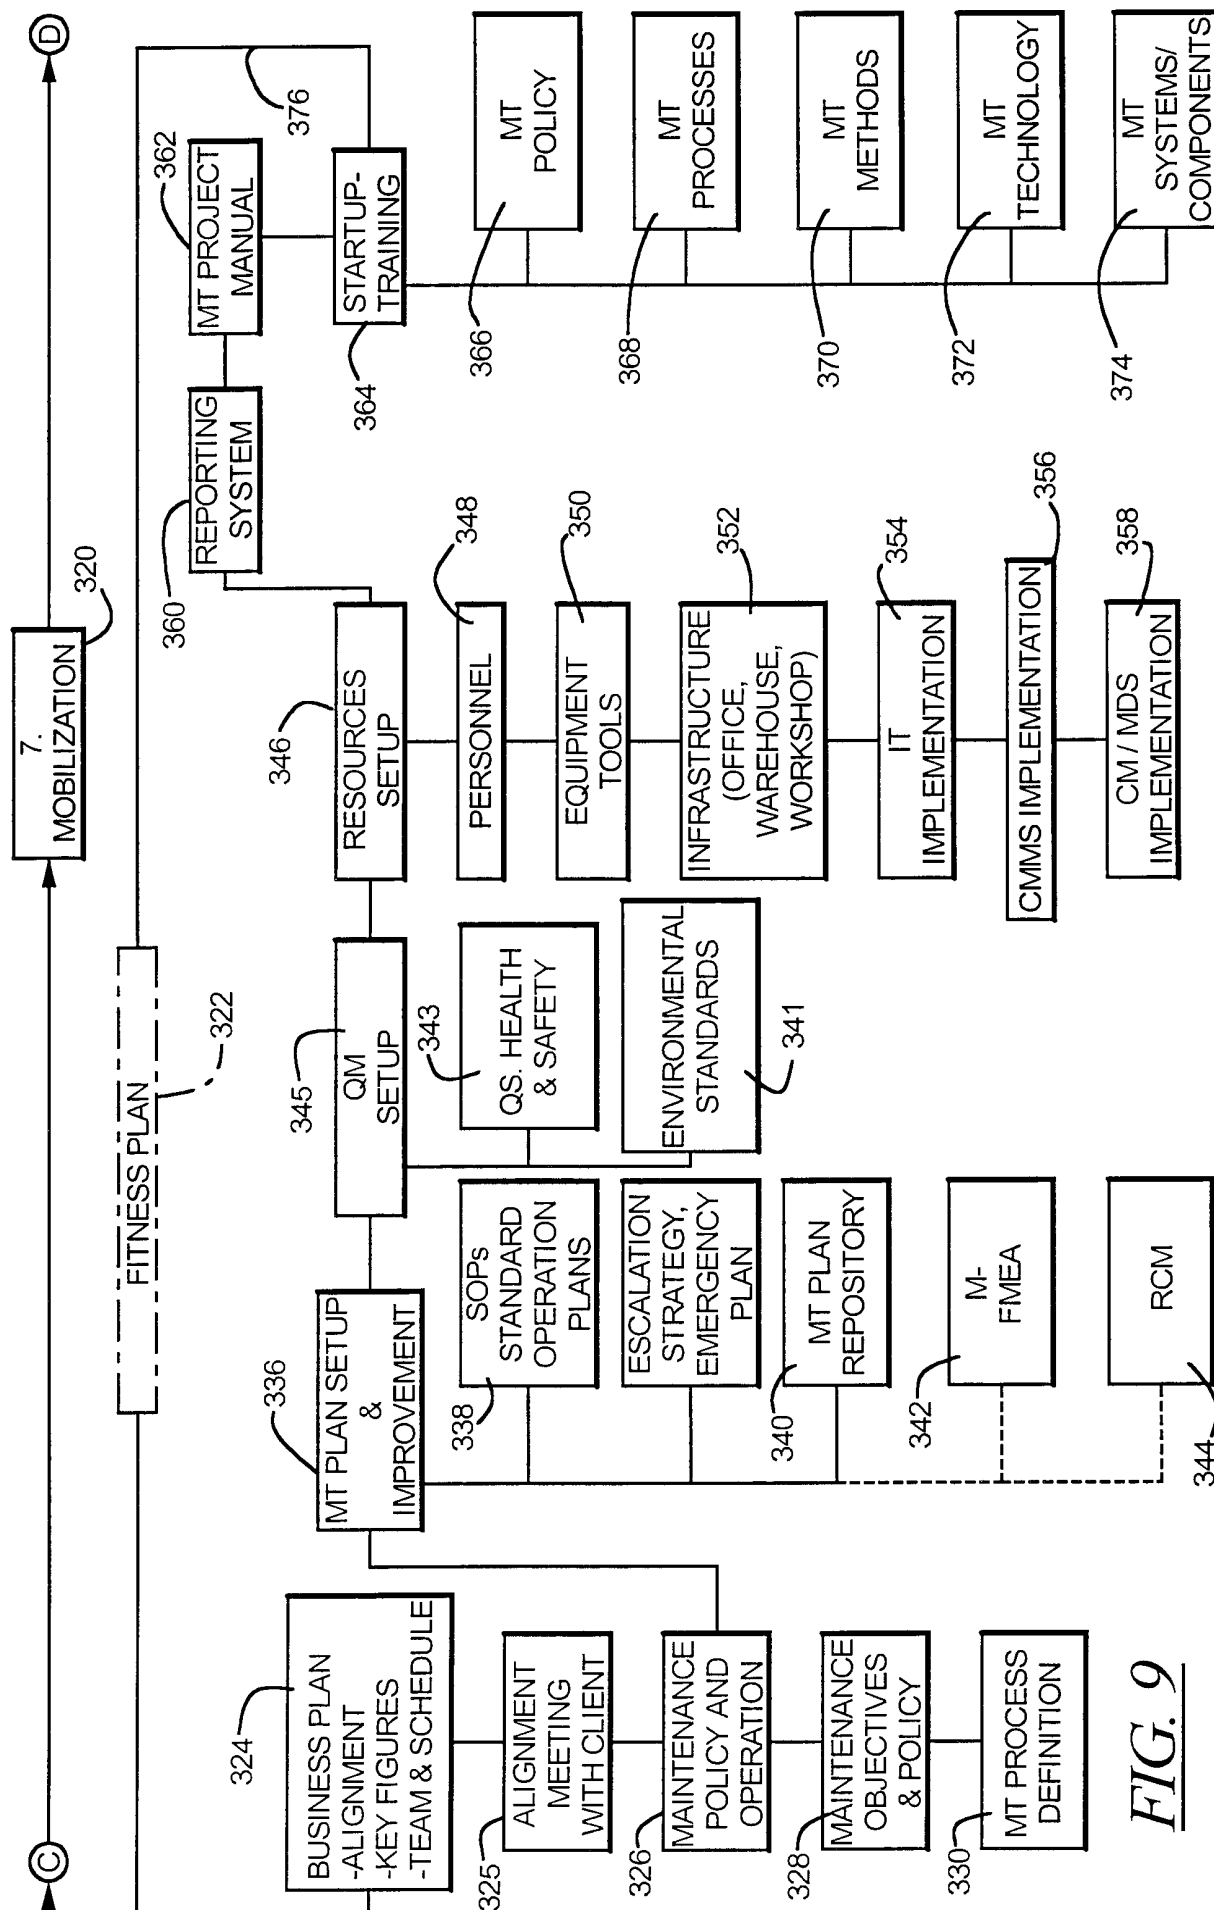 C
7.
MOBILIZATION
320
D
FITNESS PLAN
322
376
BUSINESS PLAN
-ALIGNMENT
-KEY FIGURES
-TEAM & SCHEDULE
324
ALIGNMENT
MEETING
WITH CLIENT
325
MAINTENANCE
POLICY AND
OPERATION
326
MAINTENANCE
OBJECTIVES
& POLICY
328
MT PROCESS
DEFINITION
330
MT PLAN SETUP
&
IMPROVEMENT
336
SOPs
STANDARD
OPERATION
PLANS
338
ESCALATION
STRATEGY,
EMERGENCY
PLAN
MT PLAN
REPOSITORY
340
M-
FMEA
342
RCM
344
QM
SETUP
345
QS. HEALTH
& SAFETY
343
ENVIRONMENTAL
STANDARDS
341
RESOURCES
SETUP
346
PERSONNEL
348
EQUIPMENT
TOOLS
350
INFRASTRUCTURE
(OFFICE,
WAREHOUSE,
WORKSHOP)
352
IT
IMPLEMENTATION
354
CMMS IMPLEMENTATION
356
CM / MDS
IMPLEMENTATION
358
REPORTING
SYSTEM
360
MT PROJECT
MANUAL
362
STARTUP-
TRAINING
364
MT
POLICY
366
MT
PROCESSES
368
MT
METHODS
370
MT
TECHNOLOGY
372
MT
SYSTEMS/
COMPONENTS
374
FIG. 9